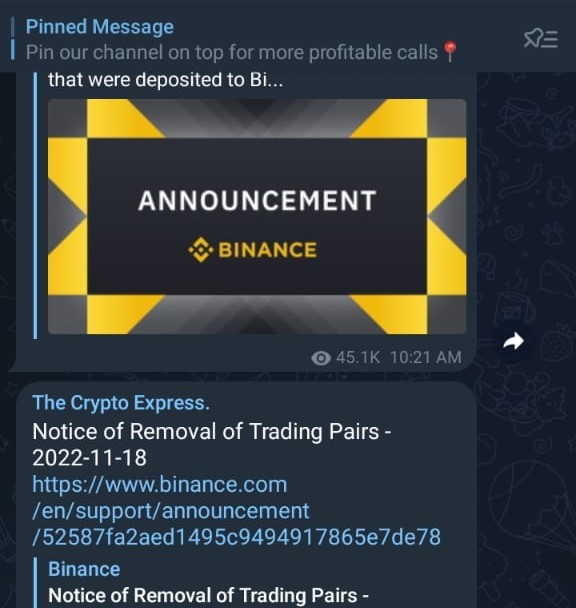 Pinned Message
Pin our channel on top for more profitable calls📍
that were deposited to Bi...
ANNOUNCEMENT
BINANCE
45.1K 10:21 AM
The Crypto Express.
Notice of Removal of Trading Pairs -
2022-11-18
https://www.binance.com
/en/support/announcement
/52587fa2aed1495c9494917865e7de78
Binance
Notice of Removal of Trading Pairs -